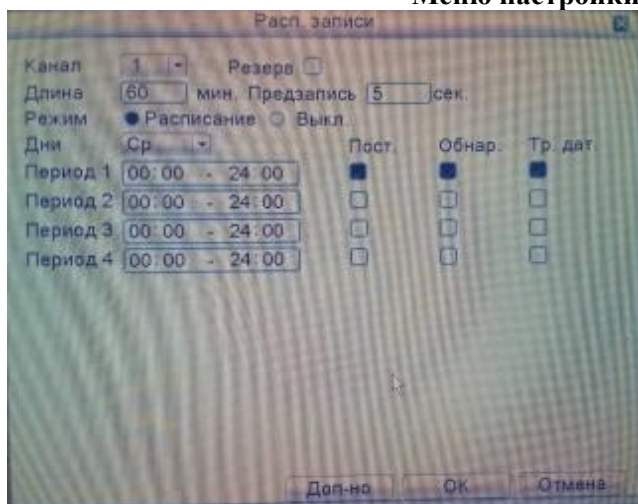 Меню настройки
Расп. записи
Канал 1 Резерв
Длина 60 мин. Предзапись 5 сек.
Режим Расписание Выкл.
Дни Ср Пост. Обнар. Тр. дат.
Период 1 00:00 - 24:00
Период 2 00:00 - 24:00
Период 3 00:00 - 24:00
Период 4 00:00 - 24:00
Доп-но OK Отмена